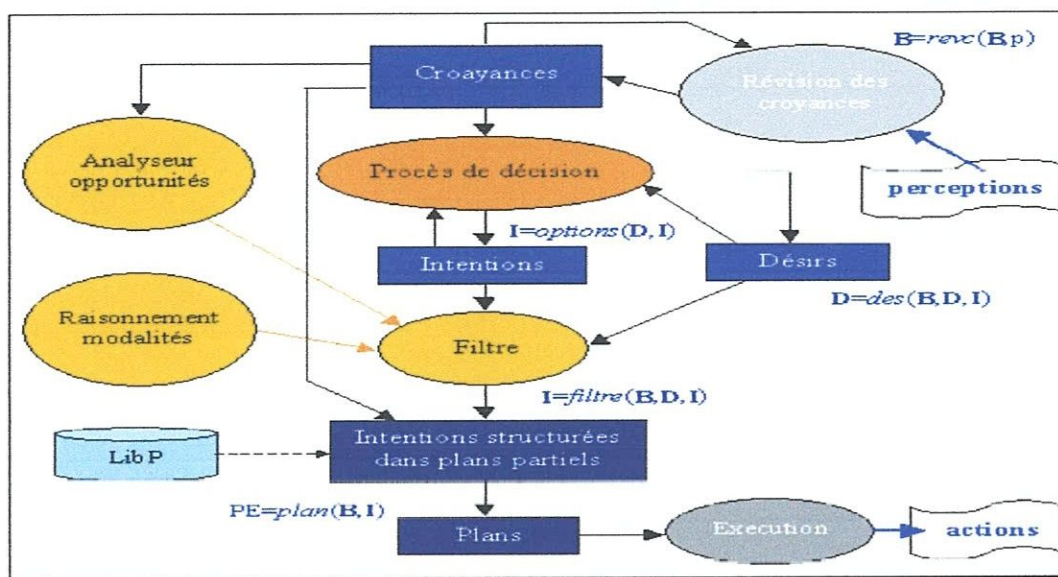 Croayances
B=revc(B,p)
Révision des
croyances
Analyseur
opportunités
Procès de décision
perceptions
I=options(D,I)
Intentions
Désirs
D=des(B,D,I)
Raisonnement
modalités
Filtre
I=filtre(B,D,I)
Intentions structurées
dans plans partiels
Lib P
PE=plan(B,I)
Plans
Execution
actions